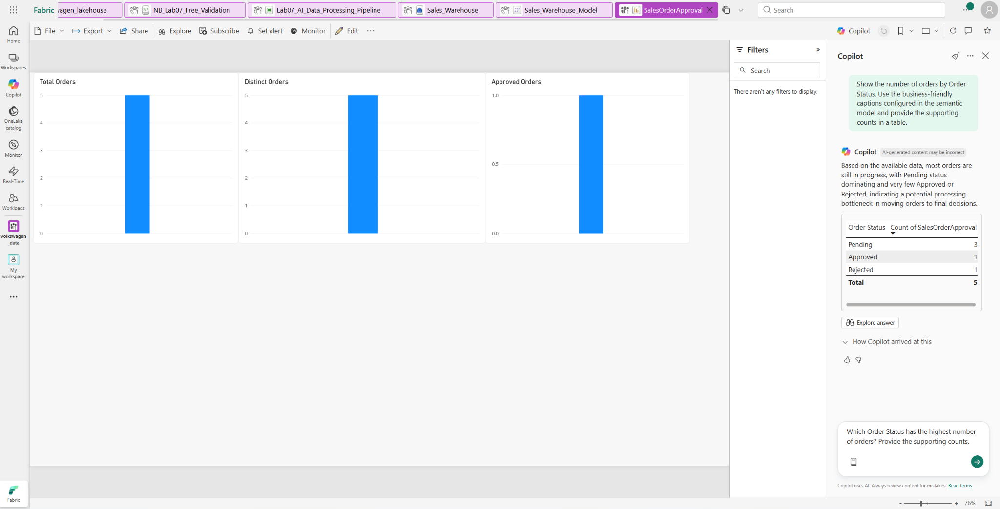 Fabric
wagen_lakehouse
NB_Lab07_Free_Validation
Lab07_AI_Data_Processing_Pipeline
Sales_Warehouse
Sales_Warehouse_Model
SalesOrderApproval
Search
File
Export
Share
Explore
Subscribe
Set alert
Monitor
Edit
Copilot
Home
Workspaces
Copilot
OneLake
catalog
Monitor
Real-Time
Workloads
volkswagen
_data
My
workspace
Fabric
Total Orders
5
4
3
2
1
0
Distinct Orders
5
4
3
2
1
0
Approved Orders
1.0
0.5
0.0
Filters
Search
There aren't any filters to display.
Copilot
Show the number of orders by Order
Status. Use the business-friendly
captions configured in the semantic
model and provide the supporting
counts in a table.
Copilot AI-generated content may be incorrect
Based on the available data, most orders are
still in progress, with Pending status
dominating and very few Approved or
Rejected, indicating a potential processing
bottleneck in moving orders to final decisions.
Order Status Count of SalesOrderApproval
Pending 3
Approved 1
Rejected 1
Total 5
Explore answer
How Copilot arrived at this
Which Order Status has the highest number
of orders? Provide the supporting counts.
Copilot uses AI. Always review content for mistakes. Read terms
- + 76%